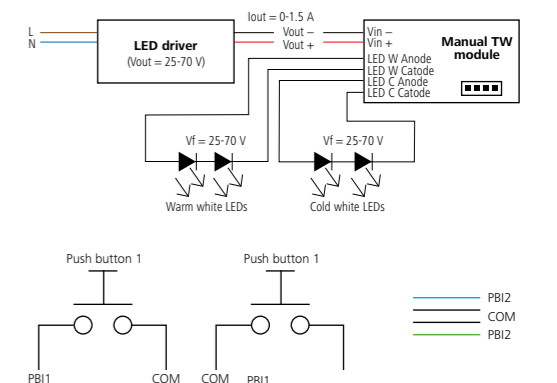 Iout = 0-1.5 A
L
N
LED driver
(Vout = 25-70 V)
Vout –
Vout +
Vin –
Vin +
LED W Anode
LED W Catode
LED C Anode
LED C Catode
Manual TW
module
Vf = 25-70 V
Vf = 25-70 V
Warm white LEDs
Cold white LEDs
Push button 1
Push button 1
PBI2
COM
PBI2
PBI1
COM
COM
PBI1